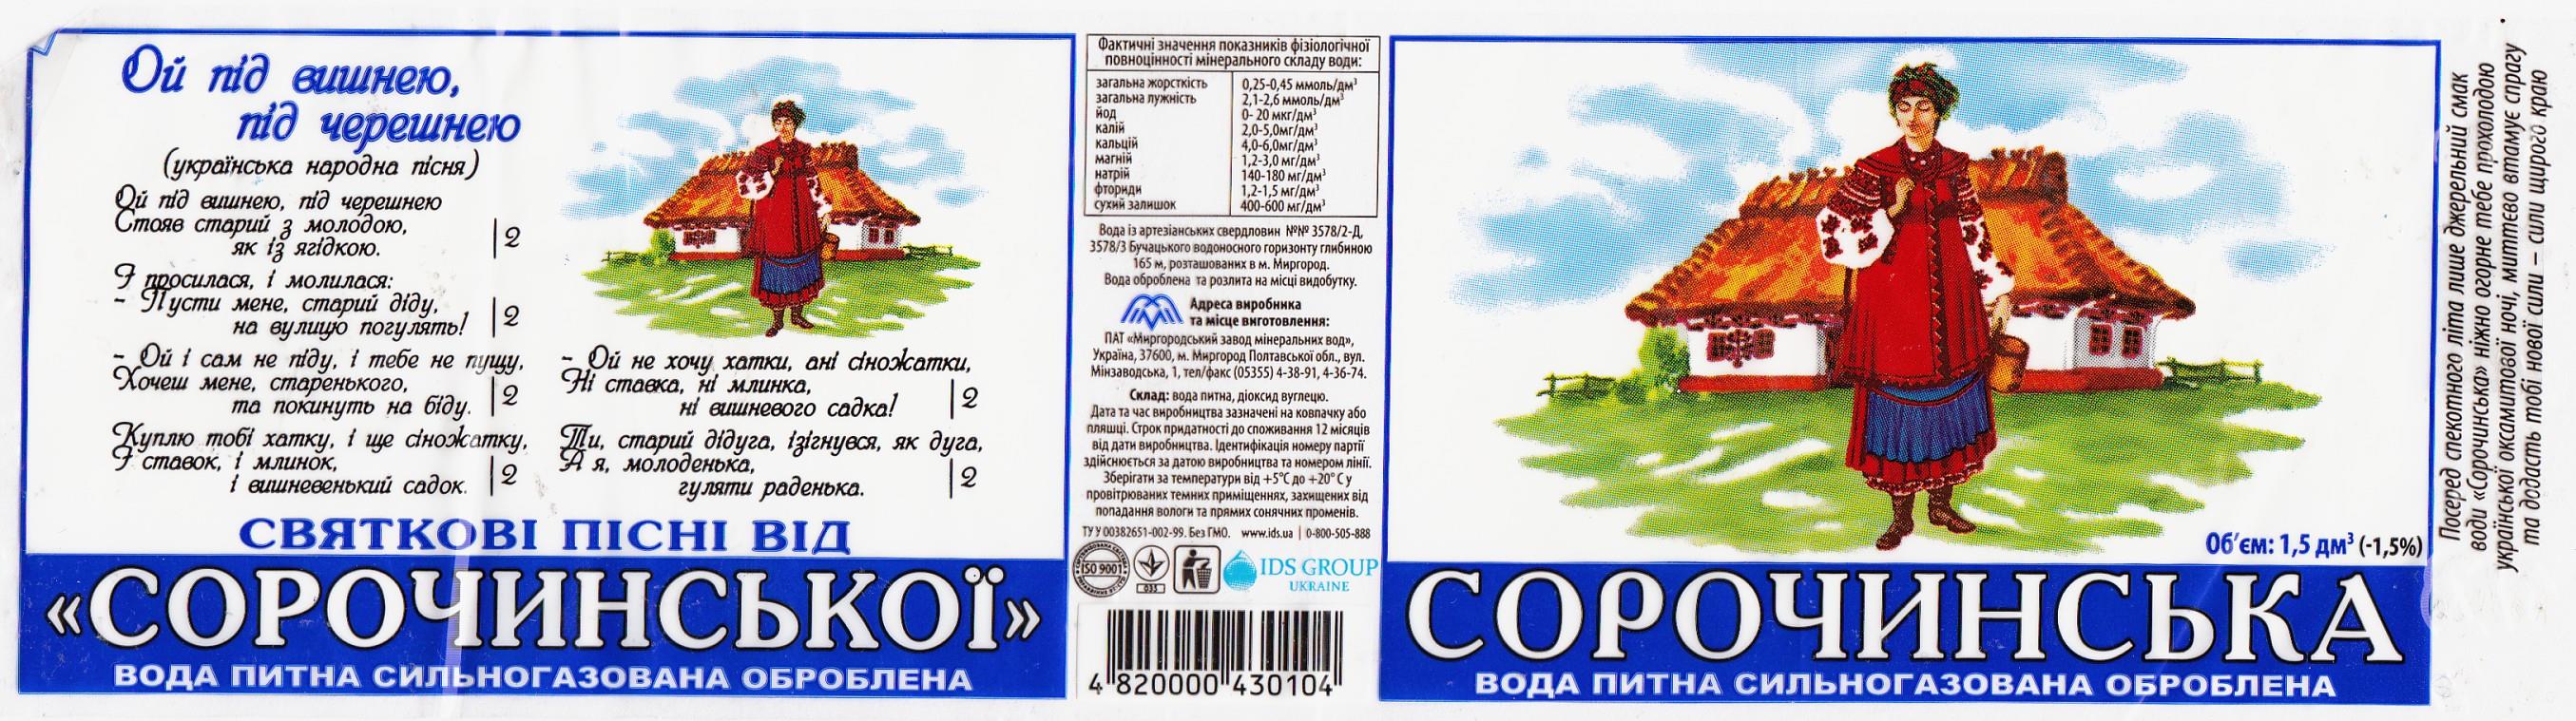 Ой під вишнею,
під черешнею
(українська народна пісня)
Ой під вишнею, під черешнею
Стояв старий з молодою,
як із ягідкою.
|2
І просилася, і молилася:
- Пусти мене, старий діду,
на вулицю погулять!
|2
- Ой і сам не піду, і тебе не пущу,
Хочеш мене, старенького,
та покинуть на біду.
|2
Куплю тобі хатку, і ще сіножатку,
І ставок, і млинок,
і вишневенький садок.
|2
- Ой не хочу хатки, ані сіножатки,
Ні ставка, ні млинка,
ні вишневого садка!
|2
Ти, старий дідуга, ізігнувся, як дуга,
А я, молоденька,
гуляти раденька.
|2
СВЯТКОВІ ПІСНІ ВІД
«СОРОЧИНСЬКОЇ»
ВОДА ПИТНА СИЛЬНОГАЗОВАНА ОБРОБЛЕНА
Фактичні значення показників фізіологічної
повноцінності мінерального складу води:
загальна жорсткість 0,25-0,45 ммоль/дм³
загальна лужність 2,1-2,6 ммоль/дм³
йод 0- 20 мкг/дм³
калій 2,0-5,0мг/дм³
кальцій 4,0-6,0мг/дм³
магній 1,2-3,0 мг/дм³
натрій 140-180 мг/дм³
фториди 1,2-1,5 мг/дм³
сухий залишок 400-600 мг/дм³
Вода із артезіанських свердловин №№ 3578/2-Д,
3578/3 Бучацького водоносного горизонту глибиною
165 м, розташованих в м. Миргород.
Вода оброблена та розлита на місці видобутку.
Адреса виробника
та місце виготовлення:
ПАТ «Миргородський завод мінеральних вод»,
Україна, 37600, м. Миргород Полтавської обл., вул.
Мінзаводська, 1, тел/факс (05355) 4-38-91, 4-36-74.
Склад: вода питна, діоксид вуглецю.
Дата та час виробництва зазначені на ковпачку або
пляшці. Строк придатності до споживання 12 місяців
від дати виробництва. Ідентифікація номеру партії
здійснюється за датою виробництва та номером лінії.
Зберігати за температури від +5°С до +20° С у
провітрюваних темних приміщеннях, захищених від
попадання вологи та прямих сонячних променів.
ТУ У 00382651-002-99. Без ГМО. www.ids.ua | 0-800-505-888
ISO 9001
035
IDS GROUP
UKRAINE
4 820000 430104
Об'єм: 1,5 дм³ (-1,5%)
СОРОЧИНСЬКА
ВОДА ПИТНА СИЛЬНОГАЗОВАНА ОБРОБЛЕНА
Посеред спекотного літа лише джерельний смак
води «Сорочинська» ніжно огорне тебе прохолодою
української оксамитової ночі, миттєво втамує спрагу
та додасть тобі нової сили – сили щирого краю